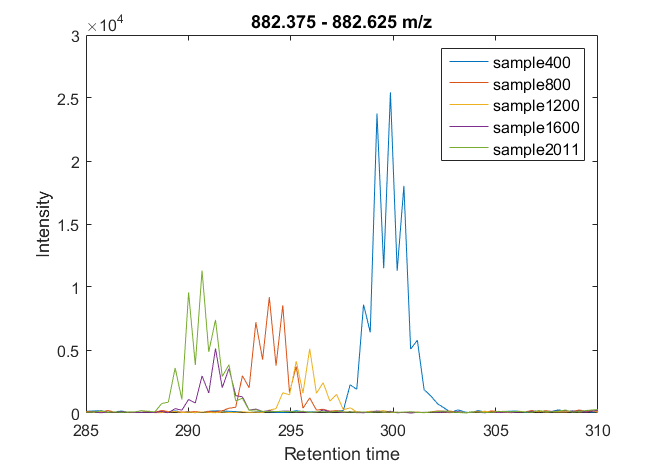 882.375 - 882.625 m/z
×10^4
3
2.5
2
1.5
1
0.5
0
Intensity
sample400
sample800
sample1200
sample1600
sample2011
285 290 295 300 305 310
Retention time